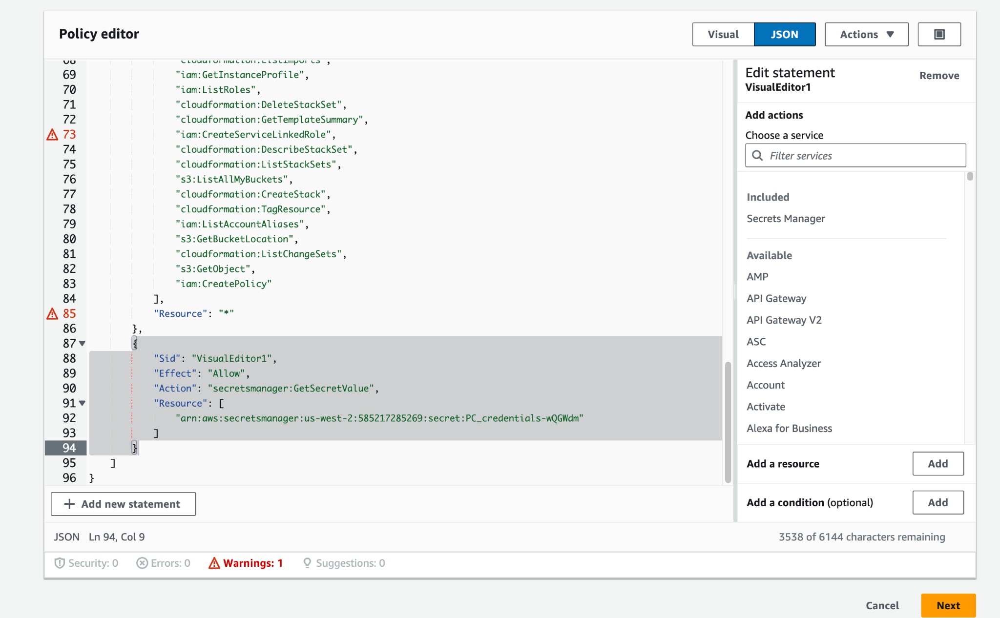 Policy editor
Visual
JSON
Actions
68 "cloudformation:ListImports",
69 "iam:GetInstanceProfile",
70 "iam:ListRoles",
71 "cloudformation:DeleteStackSet",
72 "cloudformation:GetTemplateSummary",
73 "iam:CreateServiceLinkedRole",
74 "cloudformation:DescribeStackSet",
75 "cloudformation:ListStackSets",
76 "s3:ListAllMyBuckets",
77 "cloudformation:CreateStack",
78 "cloudformation:TagResource",
79 "iam:ListAccountAliases",
80 "s3:GetBucketLocation",
81 "cloudformation:ListChangeSets",
82 "s3:GetObject",
83 "iam:CreatePolicy"
84 ],
85 "Resource": "*"
86 },
87 {
88 "Sid": "VisualEditor1",
89 "Effect": "Allow",
90 "Action": "secretsmanager:GetSecretValue",
91 "Resource": [
92 "arn:aws:secretsmanager:us-west-2:585217285269:secret:PC_credentials-wQGWdm"
93 ]
94 }
95 ]
96 }
+ Add new statement
JSON Ln 94, Col 9
3538 of 6144 characters remaining
Security: 0
Errors: 0
Warnings: 1
Suggestions: 0
Edit statement
Remove
VisualEditor1
Add actions
Choose a service
Filter services
Included
Secrets Manager
Available
AMP
API Gateway
API Gateway V2
ASC
Access Analyzer
Account
Activate
Alexa for Business
Add a resource
Add
Add a condition (optional)
Add
Cancel
Next